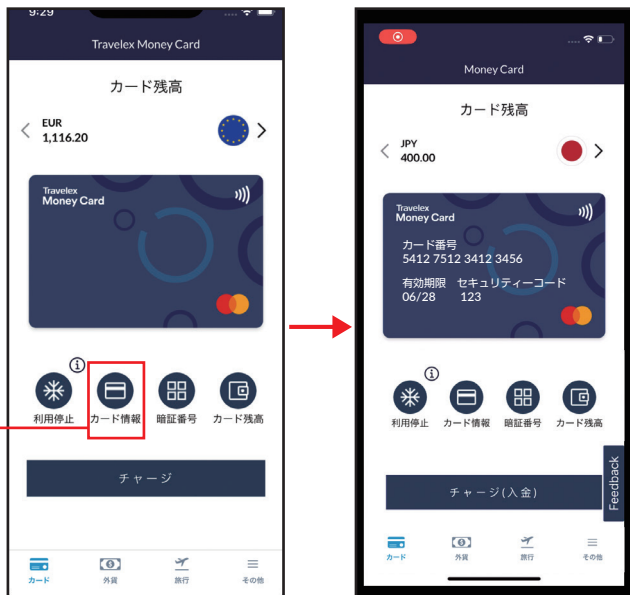 9:29
Travelex Money Card
カード残高
EUR
1,116.20
Travelex
Money Card
利用停止
カード情報
暗証番号
カード残高
チャージ
カード
外貨
旅行
その他
Money Card
カード残高
JPY
400.00
Travelex
Money Card
カード番号
5412 7512 3412 3456
有効期限 セキュリティーコード
06/28 123
利用停止
カード情報
暗証番号
カード残高
Feedback
チャージ(入金)
カード
外貨
旅行
その他